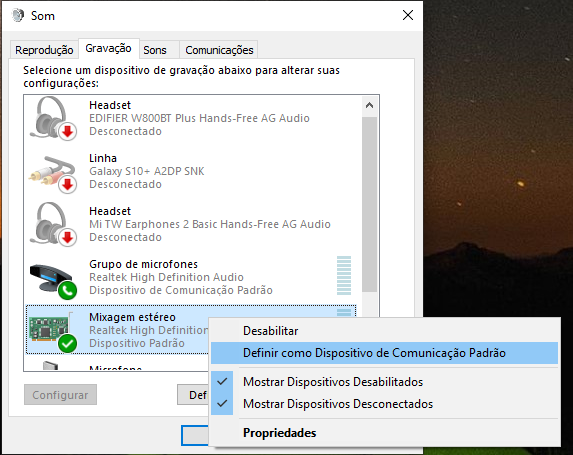 Som
Reprodução
Gravação
Sons
Comunicações
Selecione um dispositivo de gravação abaixo para alterar suas
configurações:
Headset
EDIFIER W800BT Plus Hands-Free AG Audio
Desconectado
Linha
Galaxy S10+ A2DP SNK
Desconectado
Headset
Mi TW Earphones 2 Basic Hands-Free AG Audio
Desconectado
Grupo de microfones
Realtek High Definition Audio
Dispositivo de Comunicação Padrão
Mixagem estéreo
Realtek High Definition
Dispositivo Padrão
Desabilitar
Definir como Dispositivo de Comunicação Padrão
Mostrar Dispositivos Desabilitados
Mostrar Dispositivos Desconectados
Propriedades
Configurar